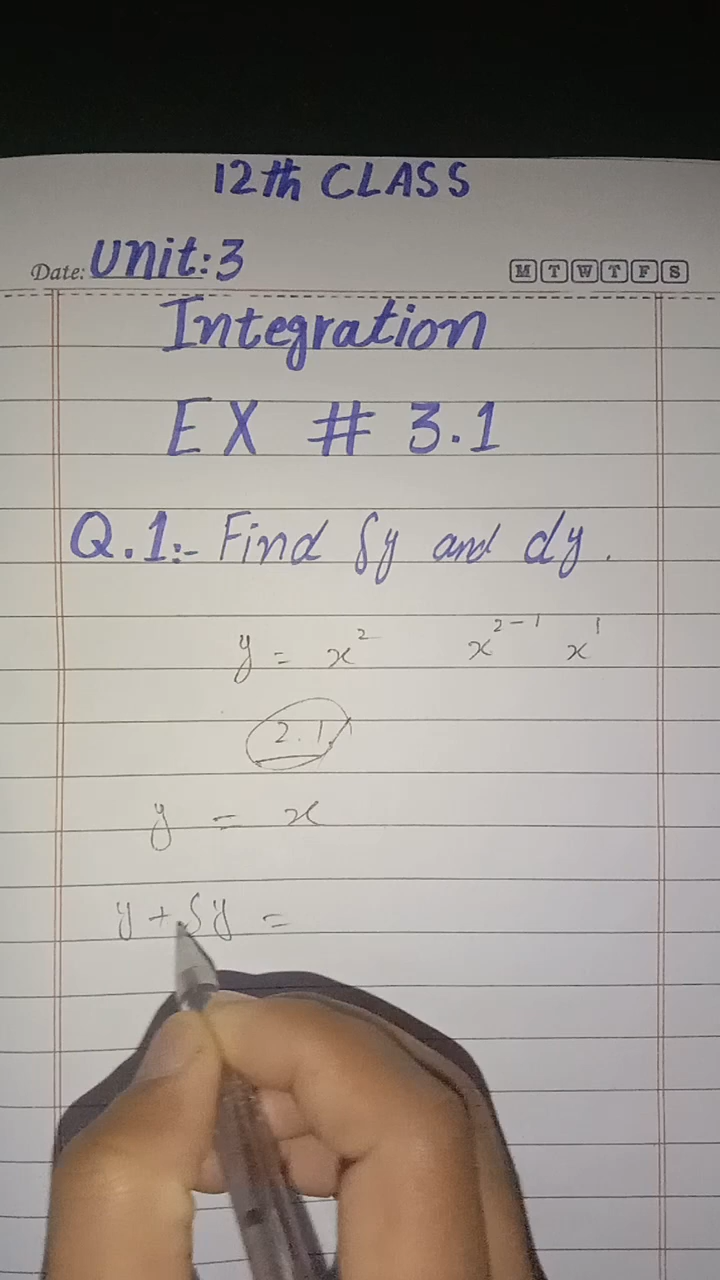 12th CLASS
Date: Unit:3
M T W T F S
Integration
EX # 3.1
Q.1:- Find δy and dy.
y = x² x²⁻¹ x¹
2.1
y = x
y + δy =